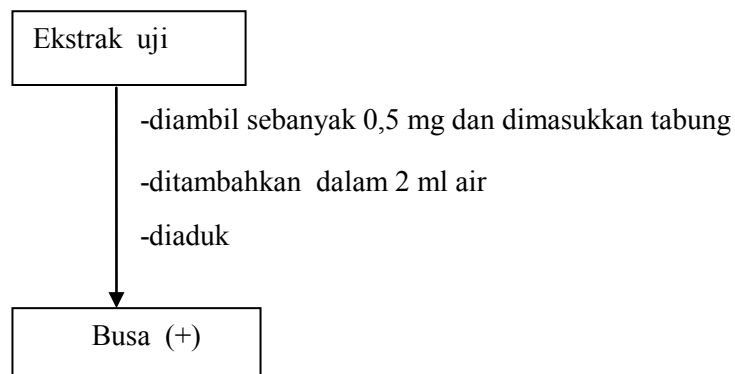 Ekstrak uji
-diambil sebanyak 0,5 mg dan dimasukkan tabung
-ditambahkan dalam 2 ml air
-diaduk
Busa (+)